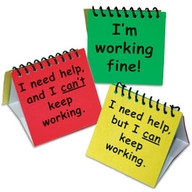 I'm
working
fine!
I need help,
and I can't
keep
working.
I need help,
but I can
keep
working.